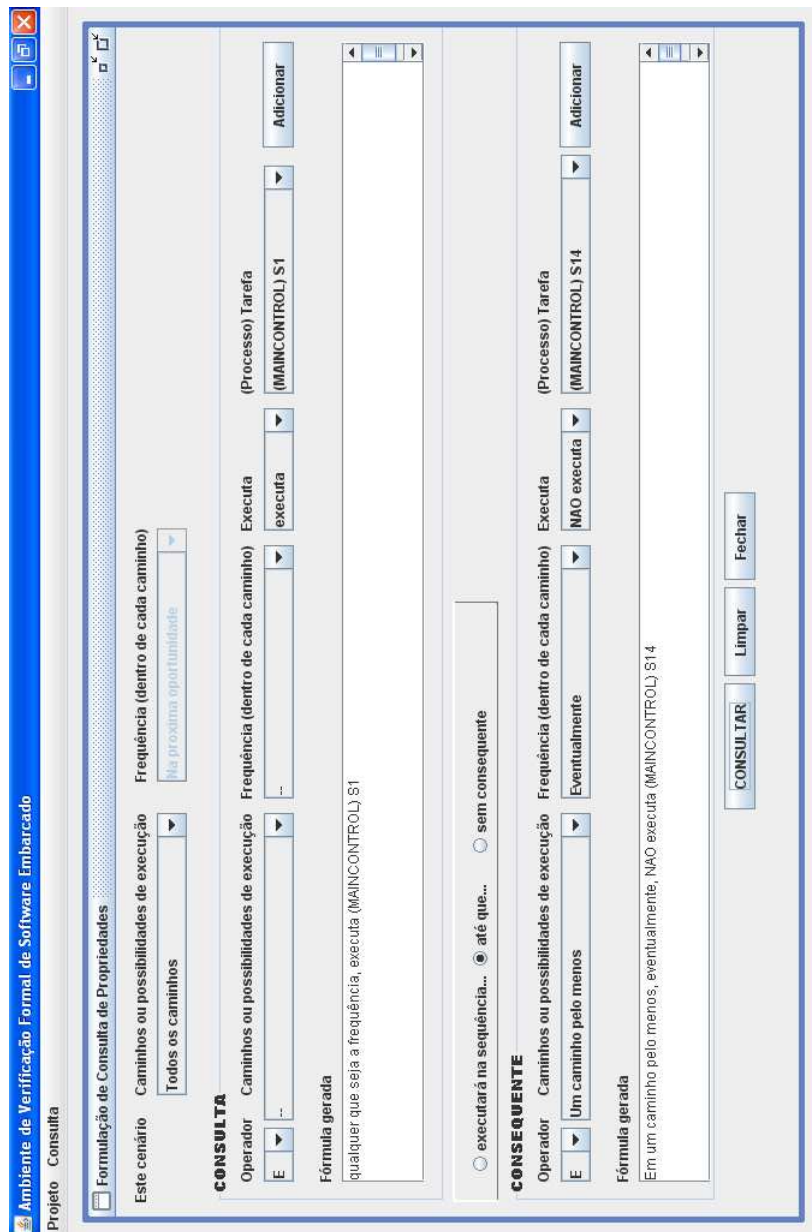 Ambiente de Verificação Formal de Software Embarcado
Projeto Consulta
Formulação de Consulta de Propriedades
Este cenário Caminhos ou possibilidades de execução Frequência (dentro de cada caminho)
Todos os caminhos Na proxima oportunidade
CONSULTA
Operador Caminhos ou possibilidades de execução Frequência (dentro de cada caminho) Executa (Processo) Tarefa
E -- -- executa (MAINCONTROL) S1 Adicionar
Fórmula gerada
qualquer que seja a frequência, executa (MAINCONTROL) S1
executará na sequência... até que... sem consequente
CONSEQUENTE
Operador Caminhos ou possibilidades de execução Frequência (dentro de cada caminho) Executa (Processo) Tarefa
E Um caminho pelo menos Eventualmente NAO executa (MAINCONTROL) S14 Adicionar
Fórmula gerada
Em um caminho pelo menos, eventualmente, NAO executa (MAINCONTROL) S14
CONSULTAR Limpar Fechar